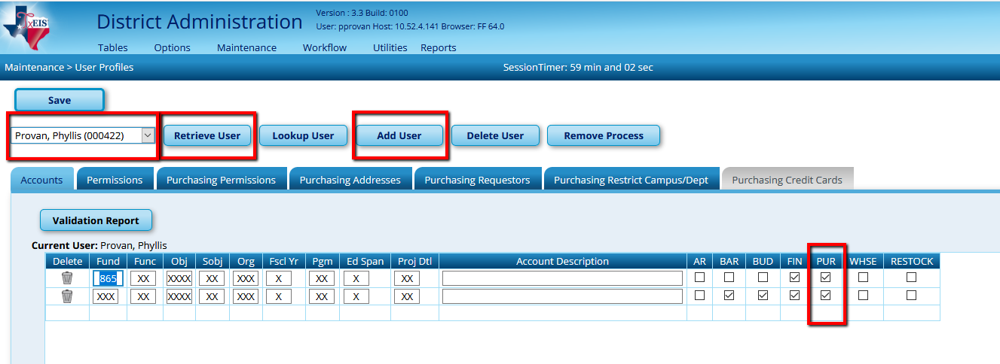 TxEIS
District Administration
Version : 3.3 Build: 0100
User: pprovan Host: 10.52.4.141 Browser: FF 64.0
Tables Options Maintenance Workflow Utilities Reports
Maintenance > User Profiles SessionTimer: 59 min and 02 sec
Save
Provan, Phyllis (000422) Retrieve User Lookup User Add User Delete User Remove Process
Accounts Permissions Purchasing Permissions Purchasing Addresses Purchasing Requestors Purchasing Restrict Campus/Dept Purchasing Credit Cards
Validation Report
Current User: Provan, Phyllis
Delete Fund Func Obj Sobj Org Fscl Yr Pgm Ed Span Proj Dtl Account Description AR BAR BUD FIN PUR WHSE RESTOCK
865 XX XXXX XX XXX X XX X XX
XXX XX XXXX XX XXX X XX X XX